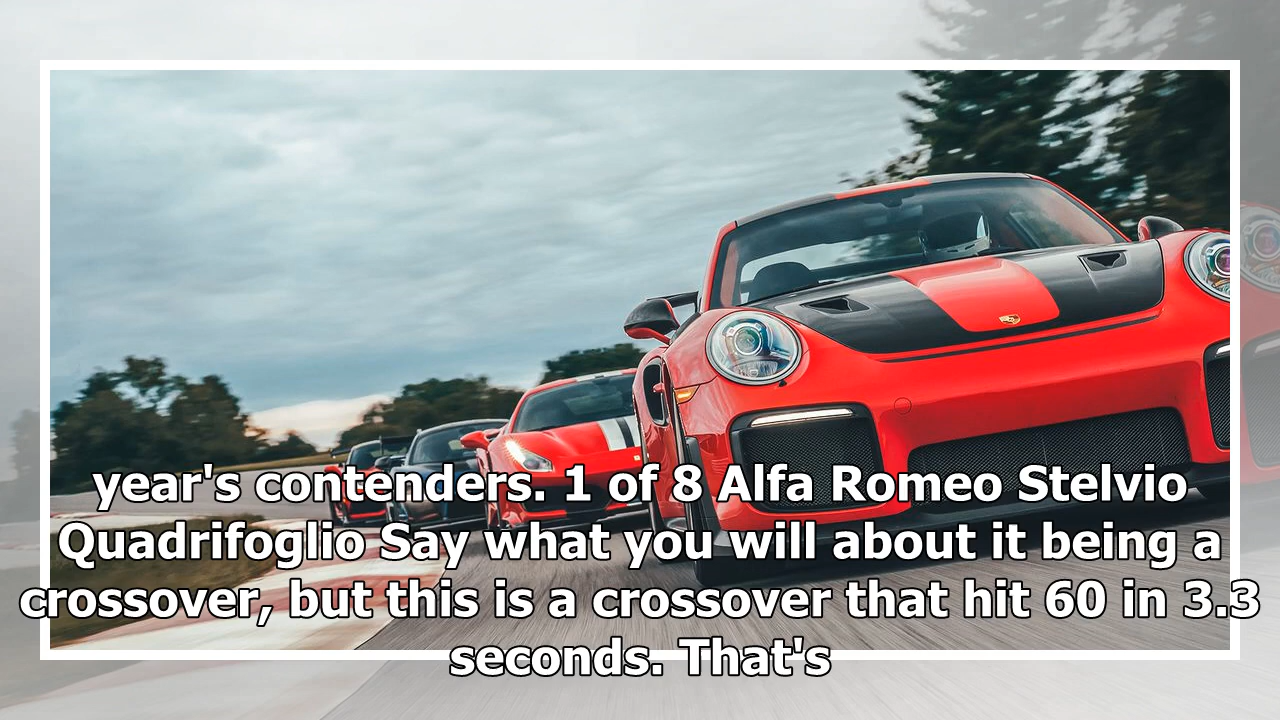 year's contenders. 1 of 8 Alfa Romeo Stelvio
Quadrifoglio Say what you will about it being a
crossover, but this is a crossover that hit 60 in 3.3
seconds. That's